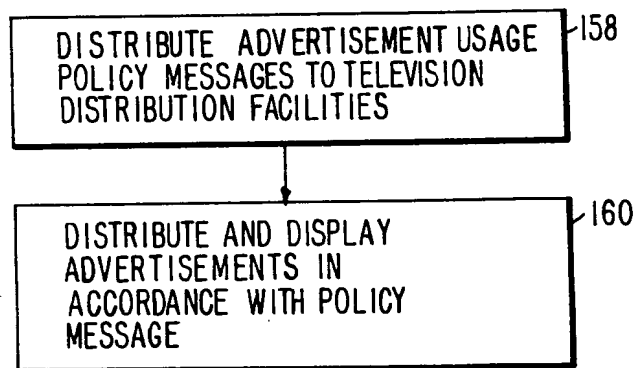 DISTRIBUTE ADVERTISEMENT USAGE
POLICY MESSAGES TO TELEVISION
DISTRIBUTION FACILITIES
158
DISTRIBUTE AND DISPLAY
ADVERTISEMENTS IN
ACCORDANCE WITH POLICY
MESSAGE
160